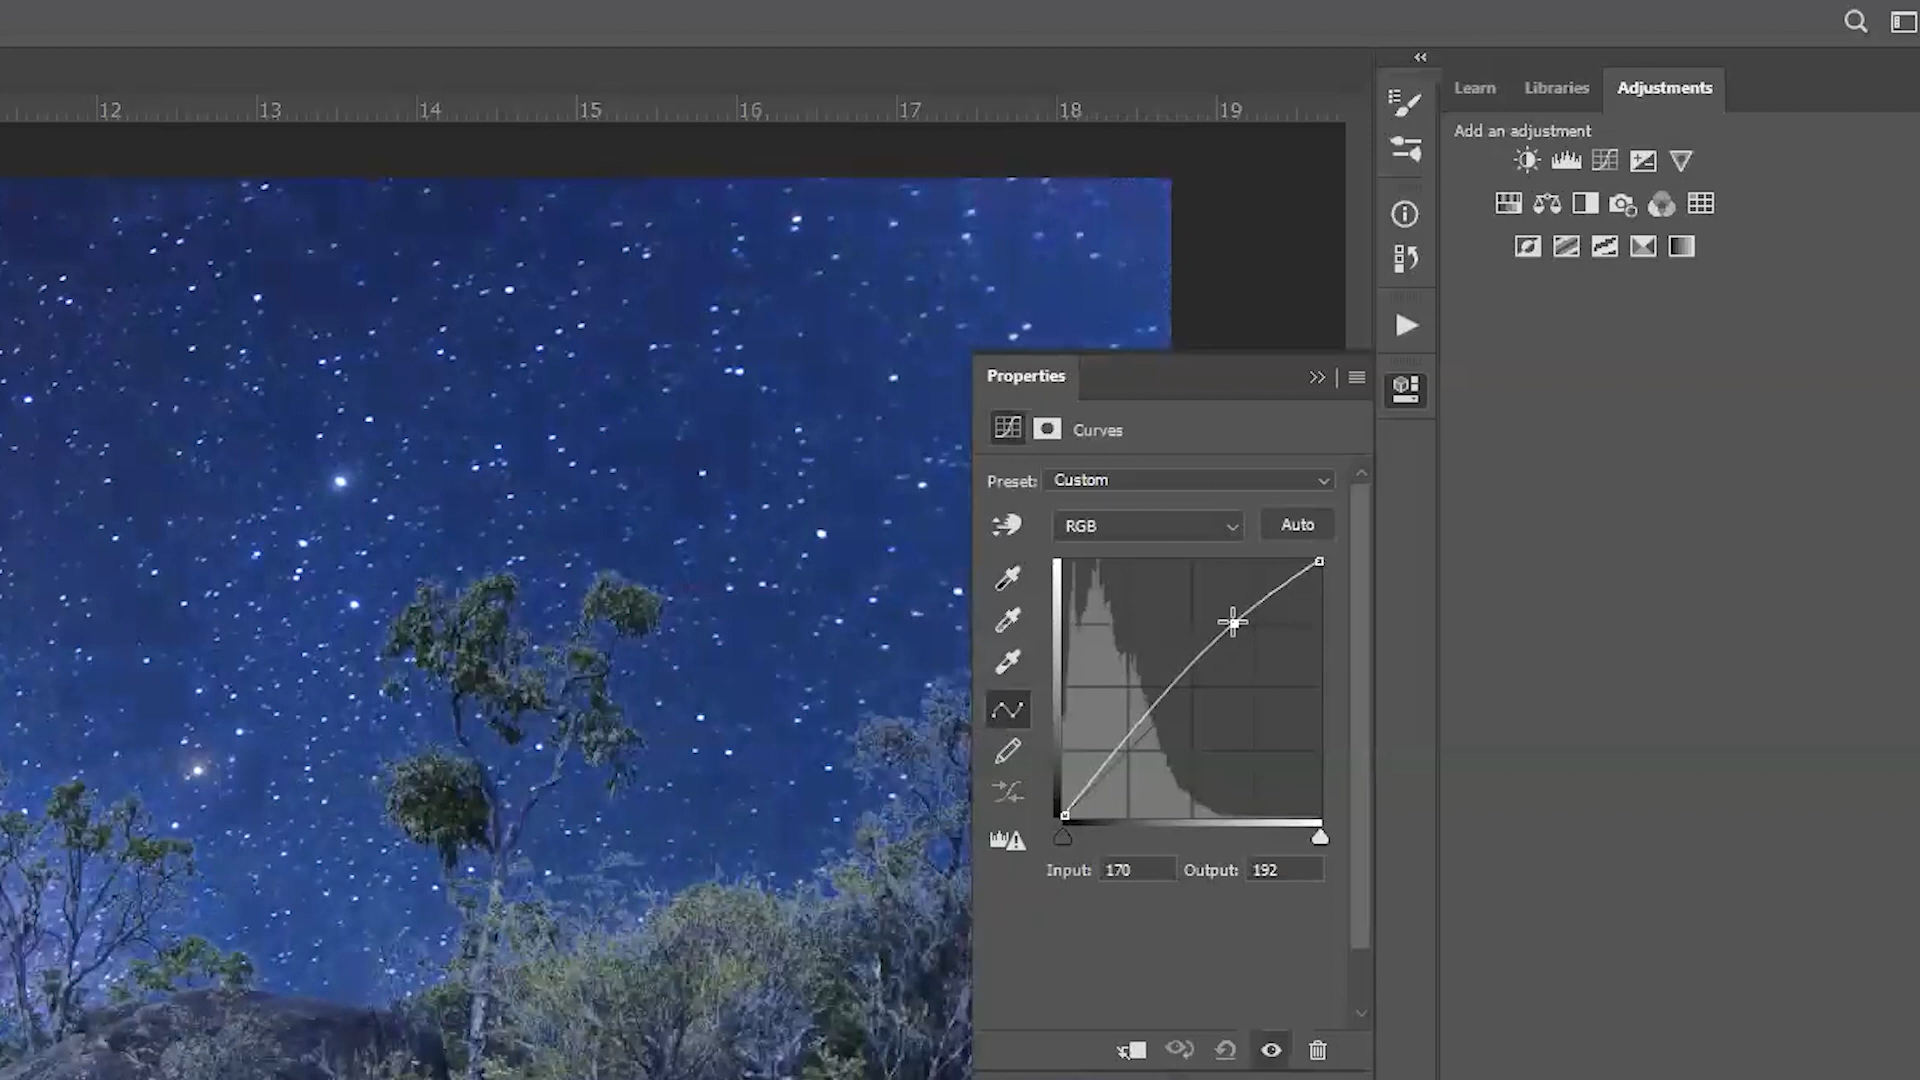 Learn Libraries Adjustments
12 13 14 15 16 17 18 19
Add an adjustment
Properties
Curves
Preset: Custom
RGB Auto
Input: 170 Output: 192